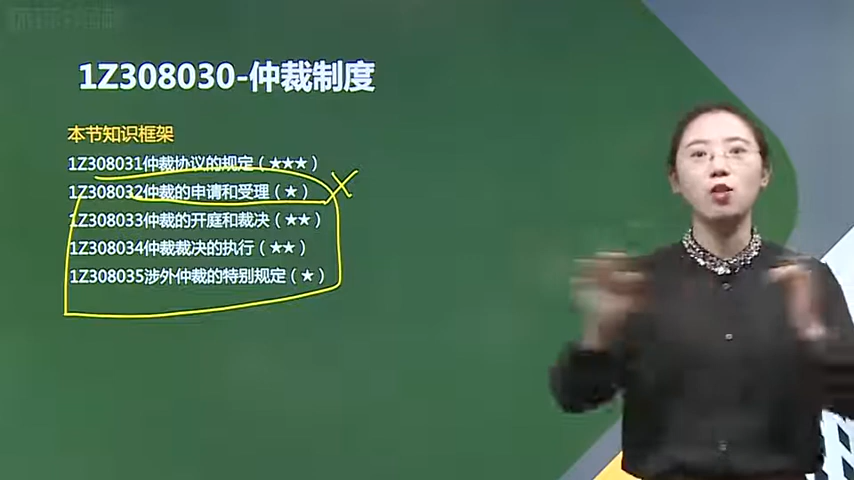 1Z308030-仲裁制度
本节知识框架
1Z308031仲裁协议的规定（★★★）
1Z308032仲裁的申请和受理（★）
1Z308033仲裁的开庭和裁决（★★）
1Z308034仲裁裁决的执行（★★）
1Z308035涉外仲裁的特别规定（★）